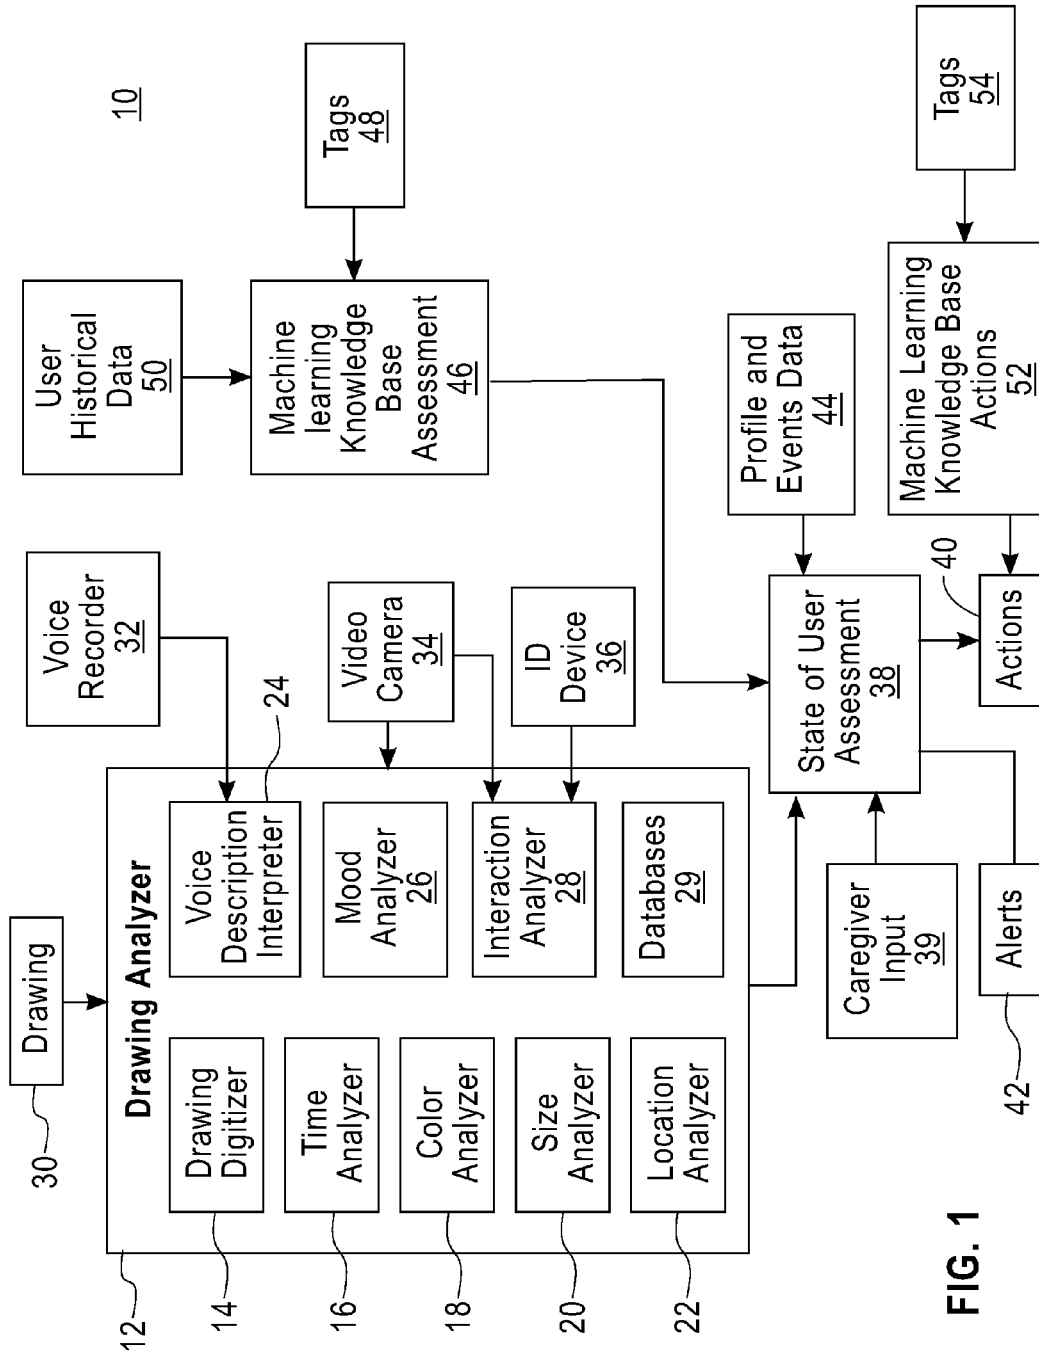 10
30
Drawing
12
Drawing Analyzer
14
Drawing
Digitizer
16
Time
Analyzer
18
Color
Analyzer
20
Size
Analyzer
22
Location
Analyzer
Voice
Description
Interpreter
24
Mood
Analyzer
26
Interaction
Analyzer
28
Databases
29
Voice
Recorder
32
Video
Camera
34
ID
Device
36
User
Historical
Data
50
Machine
learning
Knowledge
Base
Assessment
46
Tags
48
Profile and
Events Data
44
State of User
Assessment
38
Caregiver
Input
39
Alerts
42
Actions
40
Machine Learning
Knowledge Base
Actions
52
Tags
54
FIG. 1